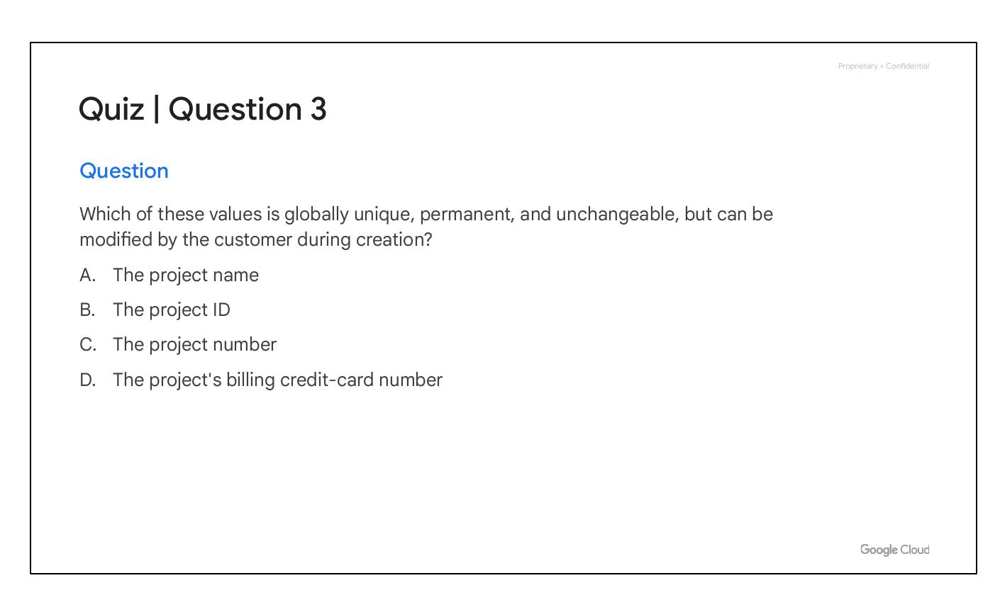 Proprietary + Confidential
Quiz | Question 3
Question
Which of these values is globally unique, permanent, and unchangeable, but can be
modified by the customer during creation?
A. The project name
B. The project ID
C. The project number
D. The project's billing credit-card number
Google Cloud